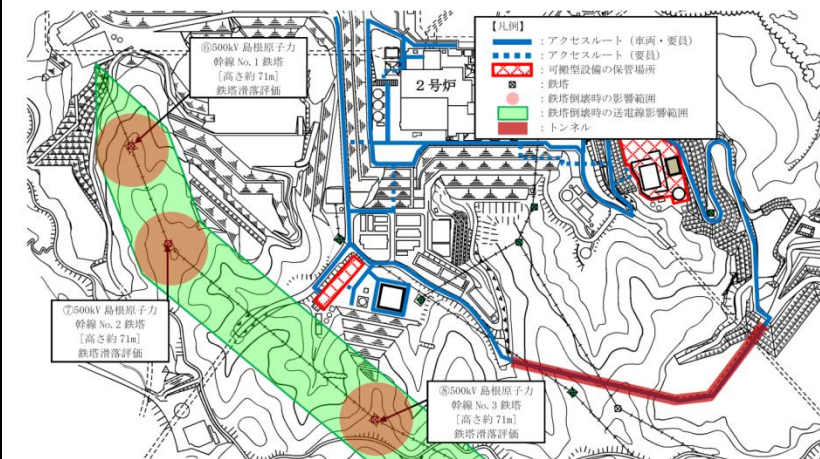 ⑥500kV 島根原子力
幹線 No.1 鉄塔
[高さ約 71m]
鉄塔滑落評価
2号炉
【凡例】
：アクセスルート（車両・要員）
：アクセスルート（要員）
：可搬型設備の保管場所
：鉄塔
：鉄塔倒壊時の影響範囲
：鉄塔倒壊時の送電線影響範囲
：トンネル
⑦500kV 島根原子力
幹線 No.2 鉄塔
[高さ約 71m]
鉄塔滑落評価
⑧500kV 島根原子力
幹線 No.3 鉄塔
[高さ約 71m]
鉄塔滑落評価